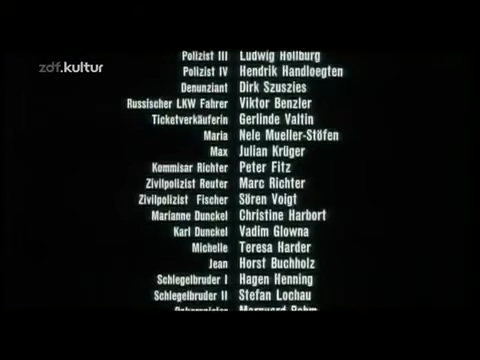 zdf.kultur
Polizist III Ludwig Hollburg
Polizist IV Hendrik Handloegten
Denunziant Dirk Szuszies
Russischer LKW Fahrer Viktor Benzler
Ticketverkäuferin Gerlinde Valtin
Maria Nele Mueller-Stöfen
Max Julian Krüger
Kommisar Richter Peter Fitz
Zivilpolizist Reuter Marc Richter
Zivilpolizist Fischer Sören Voigt
Marianne Dunckel Christine Harbort
Karl Dunckel Vadim Glowna
Michelle Teresa Harder
Jean Horst Buchholz
Schlegelbruder I Hagen Henning
Schlegelbruder II Stefan Lochau